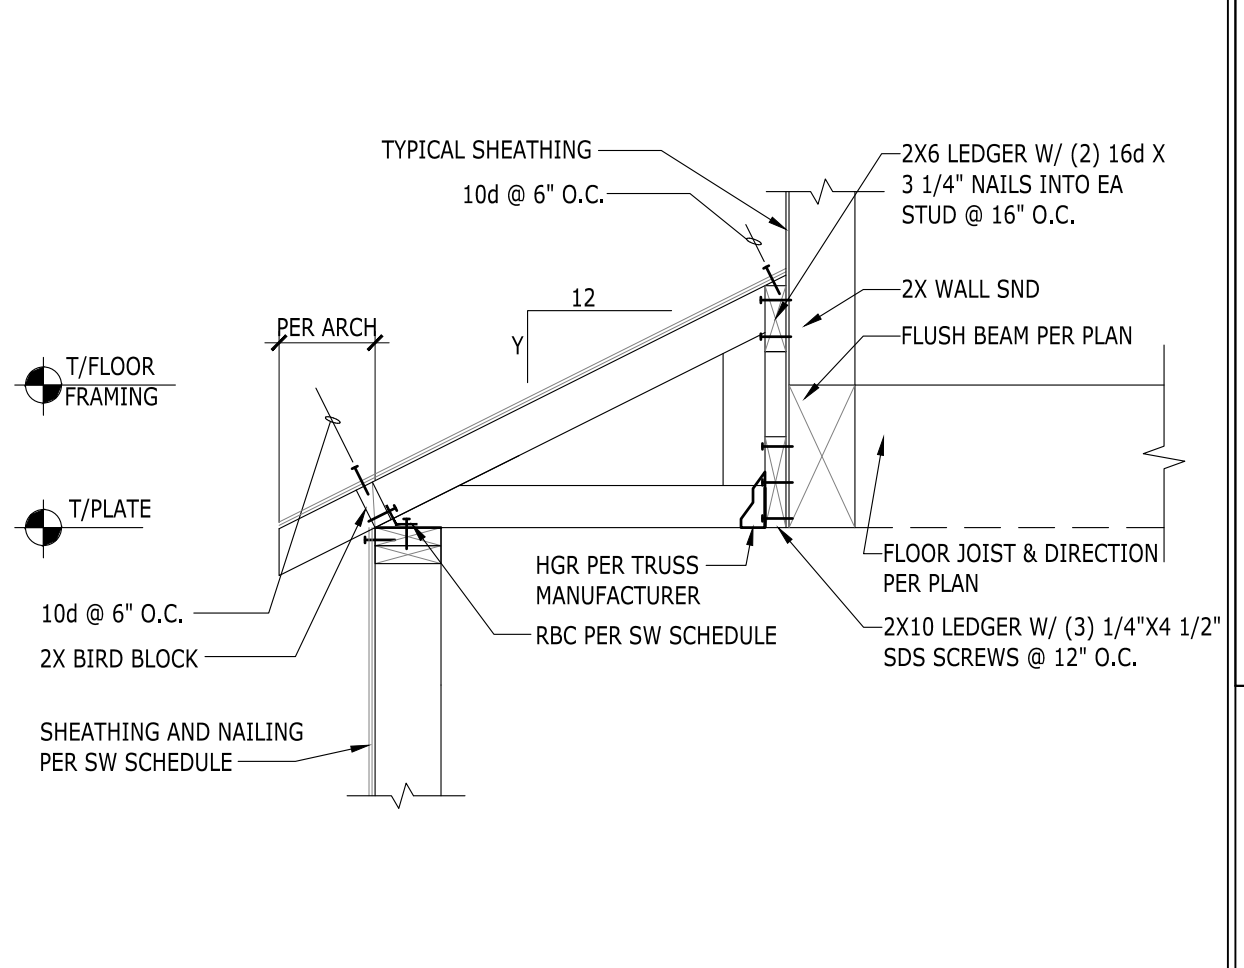 TYPICAL SHEATHING
10d @ 6" O.C.
2X6 LEDGER W/ (2) 16d X
3 1/4" NAILS INTO EA
STUD @ 16" O.C.
2X WALL SND
FLUSH BEAM PER PLAN
12
Y
PER ARCH
T/FLOOR
FRAMING
T/PLATE
10d @ 6" O.C.
2X BIRD BLOCK
SHEATHING AND NAILING
PER SW SCHEDULE
HGR PER TRUSS
MANUFACTURER
RBC PER SW SCHEDULE
FLOOR JOIST & DIRECTION
PER PLAN
2X10 LEDGER W/ (3) 1/4"X4 1/2"
SDS SCREWS @ 12" O.C.